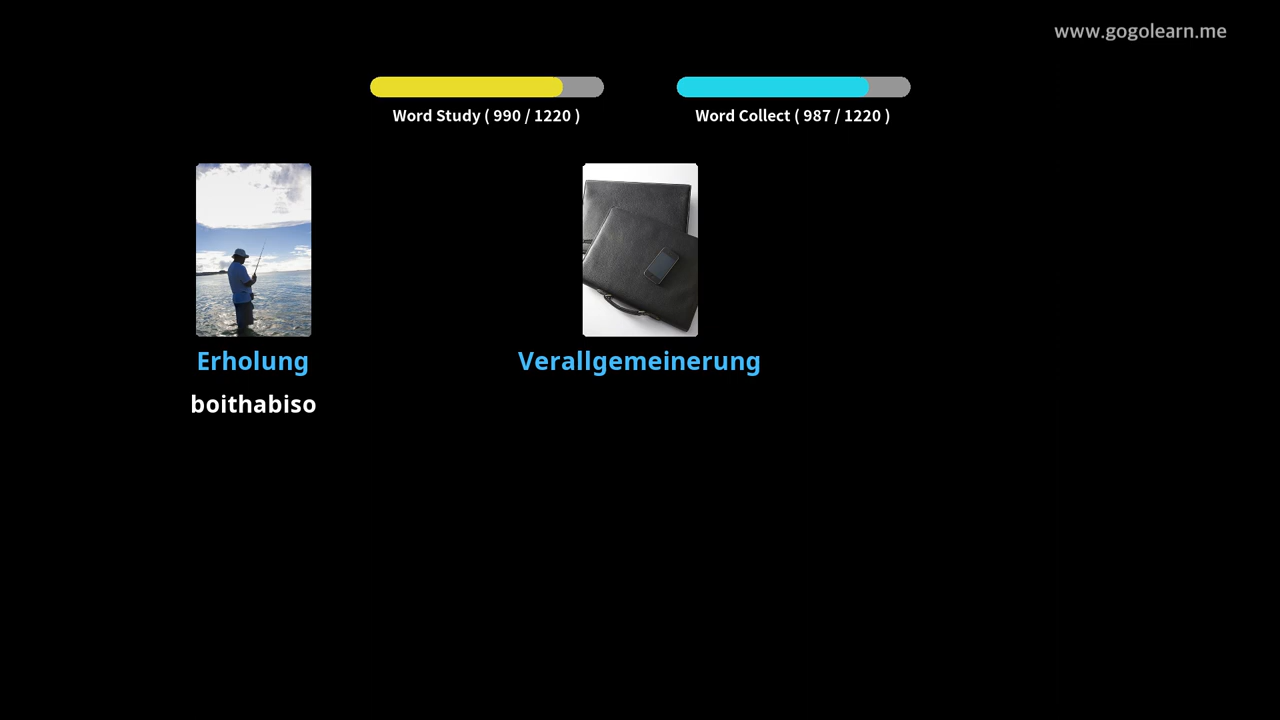 www.gogolearn.me
Word Study ( 990 / 1220 )
Word Collect ( 987 / 1220 )
Erholung
Verallgemeinerung
boithabiso